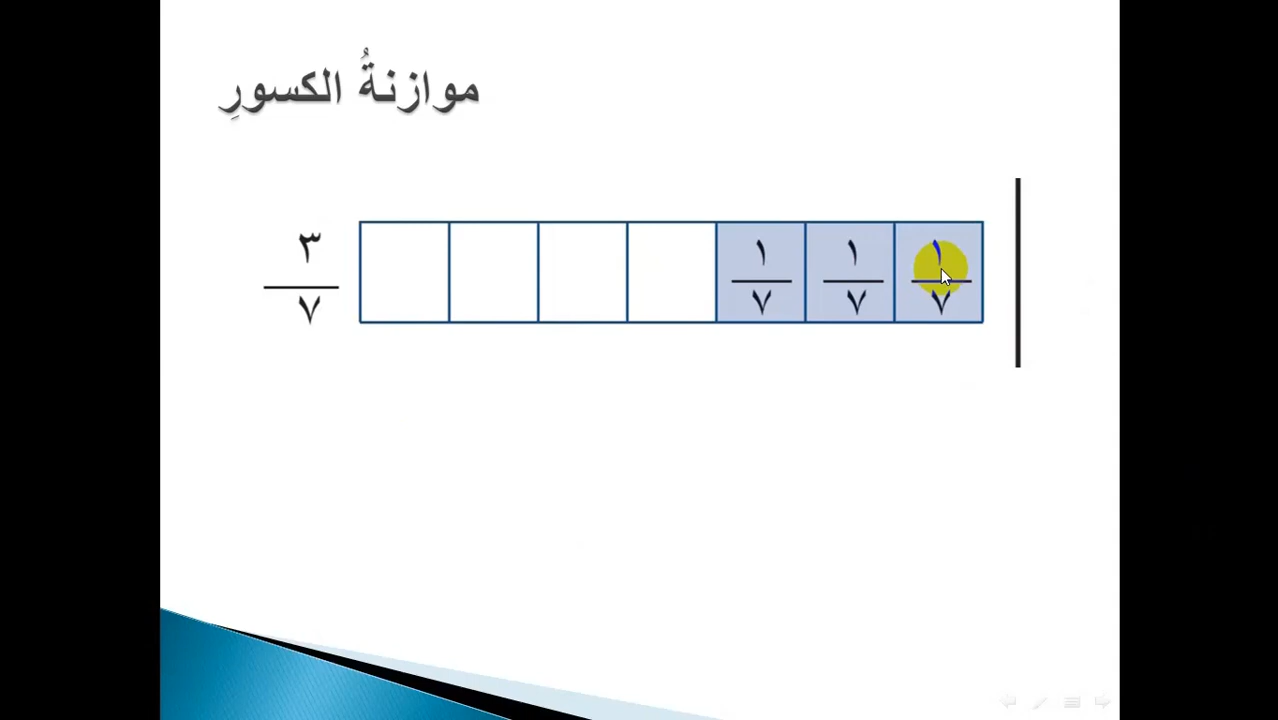 موازنةُ الكسورِ
١ ١ ١ ٣
٧ ٧ ٧ ٧